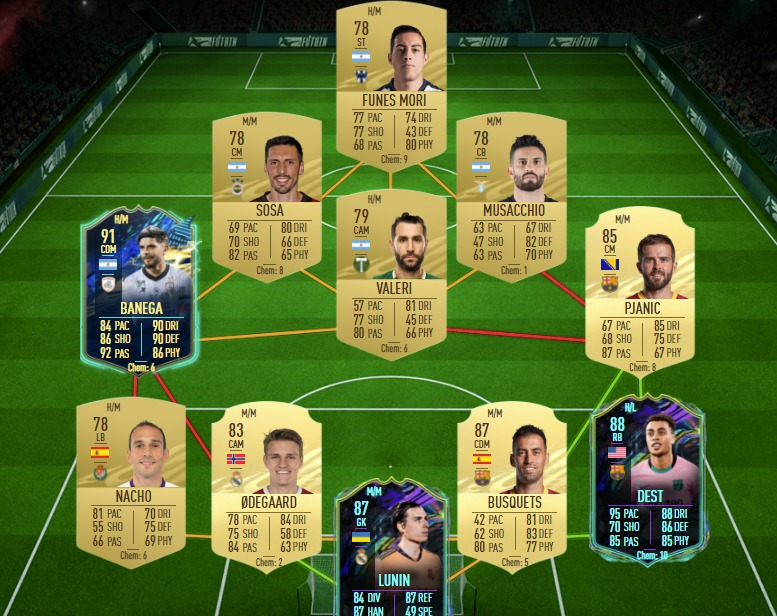 H/M
78
ST
FUNES MORI
77 PAC 74 DRI
77 SHO 43 DEF
68 PAS 80 PHY
Chem: 9
M/M
78
CM
SOSA
69 PAC 80 DRI
70 SHO 66 DEF
82 PAS 65 PHY
Chem: 8
M/M
78
CB
MUSACCHIO
63 PAC 67 DRI
47 SHO 82 DEF
63 PAS 70 PHY
Chem: 1
H/M
79
CAM
VALERI
57 PAC 81 DRI
77 SHO 45 DEF
80 PAS 66 PHY
Chem: 6
H/M
91
CDM
BANEGA
84 PAC 90 DRI
86 SHO 90 DEF
92 PAS 86 PHY
Chem: 6
M/M
85
CM
PJANIC
67 PAC 85 DRI
68 SHO 75 DEF
87 PAS 67 PHY
Chem: 8
H/M
78
LB
NACHO
81 PAC 70 DRI
55 SHO 75 DEF
66 PAS 69 PHY
Chem: 6
M/M
83
CAM
ØDEGAARD
78 PAC 84 DRI
75 SHO 58 DEF
84 PAS 63 PHY
Chem: 2
M/M
87
GK
LUNIN
84 DIV 87 REF
87 HAN 49 SPE
M/M
87
CDM
BUSQUETS
42 PAC 81 DRI
62 SHO 83 DEF
80 PAS 77 PHY
Chem: 5
H/L
88
RB
DEST
95 PAC 88 DRI
70 SHO 86 DEF
85 PAS 85 PHY
Chem: 10